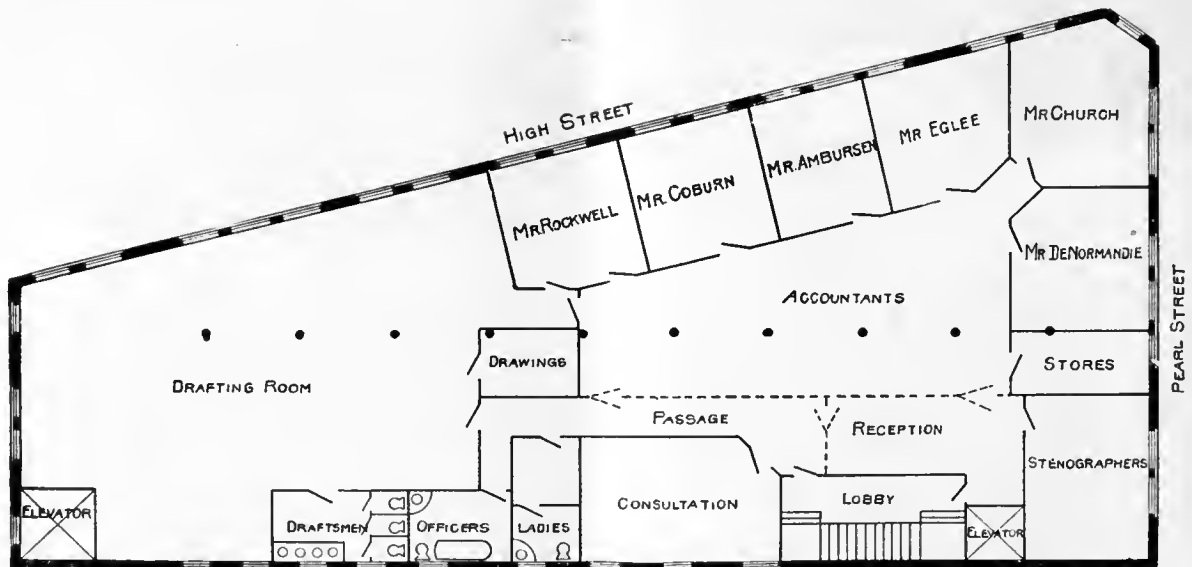 HIGH STREET
MR CHURCH
MR EGLEE
MR. AMBURSEN
MR. COBURN
MR. ROCKWELL
MR DENORMANDIE
PEARL STREET
ACCOUNTANTS
DRAWINGS
STORES
DRAFTING ROOM
PASSAGE
RECEPTION
STENOGRAPHERS
CONSULTATION
LOBBY
ELEVATOR
DRAFTSMEN
OFFICERS
LADIES
ELEVATOR